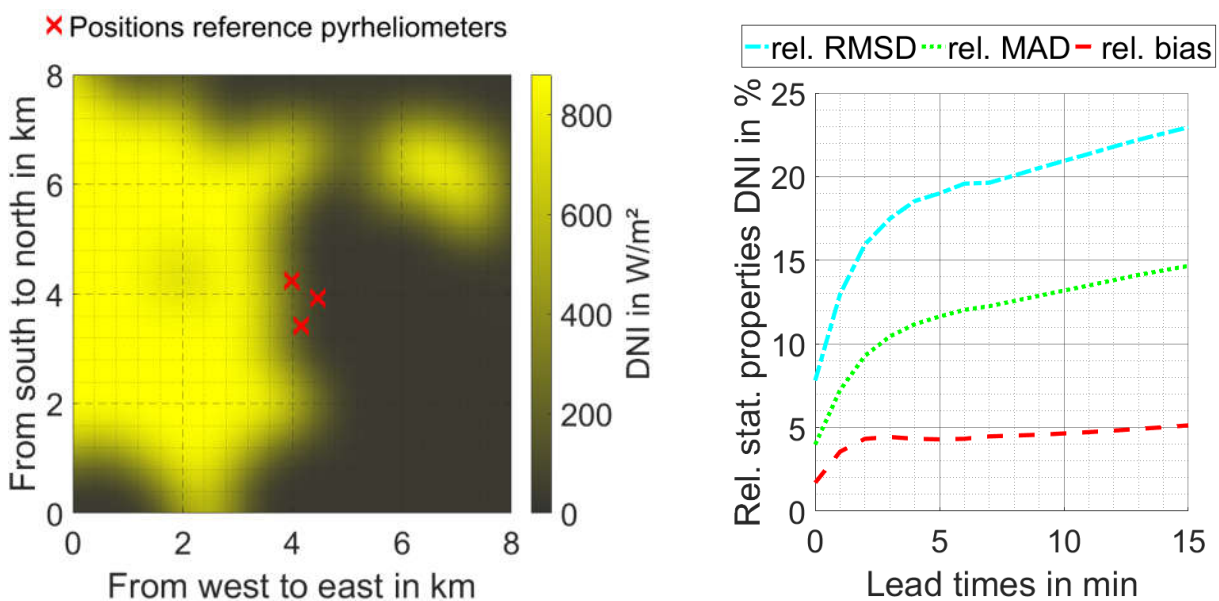 Positions reference pyrheliometers
8
6
4
2
0
From south to north in km
0 2 4 6 8
From west to east in km
800
600
400
200
0
DNI in W/m²
rel. RMSD rel. MAD rel. bias
25
20
15
10
5
0
Rel. stat. properties DNI in %
0 5 10 15
Lead times in min